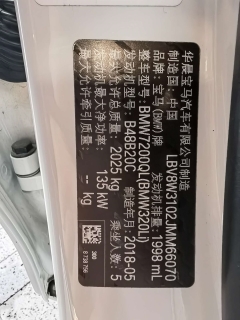 华晨宝马汽车有限公司制造
制造国：中国 LBV8W3102JMM66070
品牌：宝马(BMW) 发动机排量：1998 mL
整车型号：BMW7200QL(BMW320Li)
发动机型号：B48B20C 制造年月：2018-05
最大允许总质量：2025 kg 乘坐人数：5
发动机最大净功率：135 kW
最大允许牵引质量：-- kg